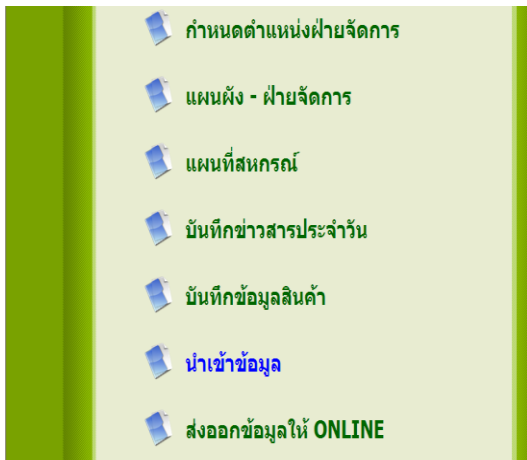 กำหนดตำแหน่งฝ่ายจัดการ
แผนผัง - ฝ่ายจัดการ
แผนที่สหกรณ์
บันทึกข่าวสารประจำวัน
บันทึกข้อมูลสินค้า
นำเข้าข้อมูล
ส่งออกข้อมูลให้ ONLINE